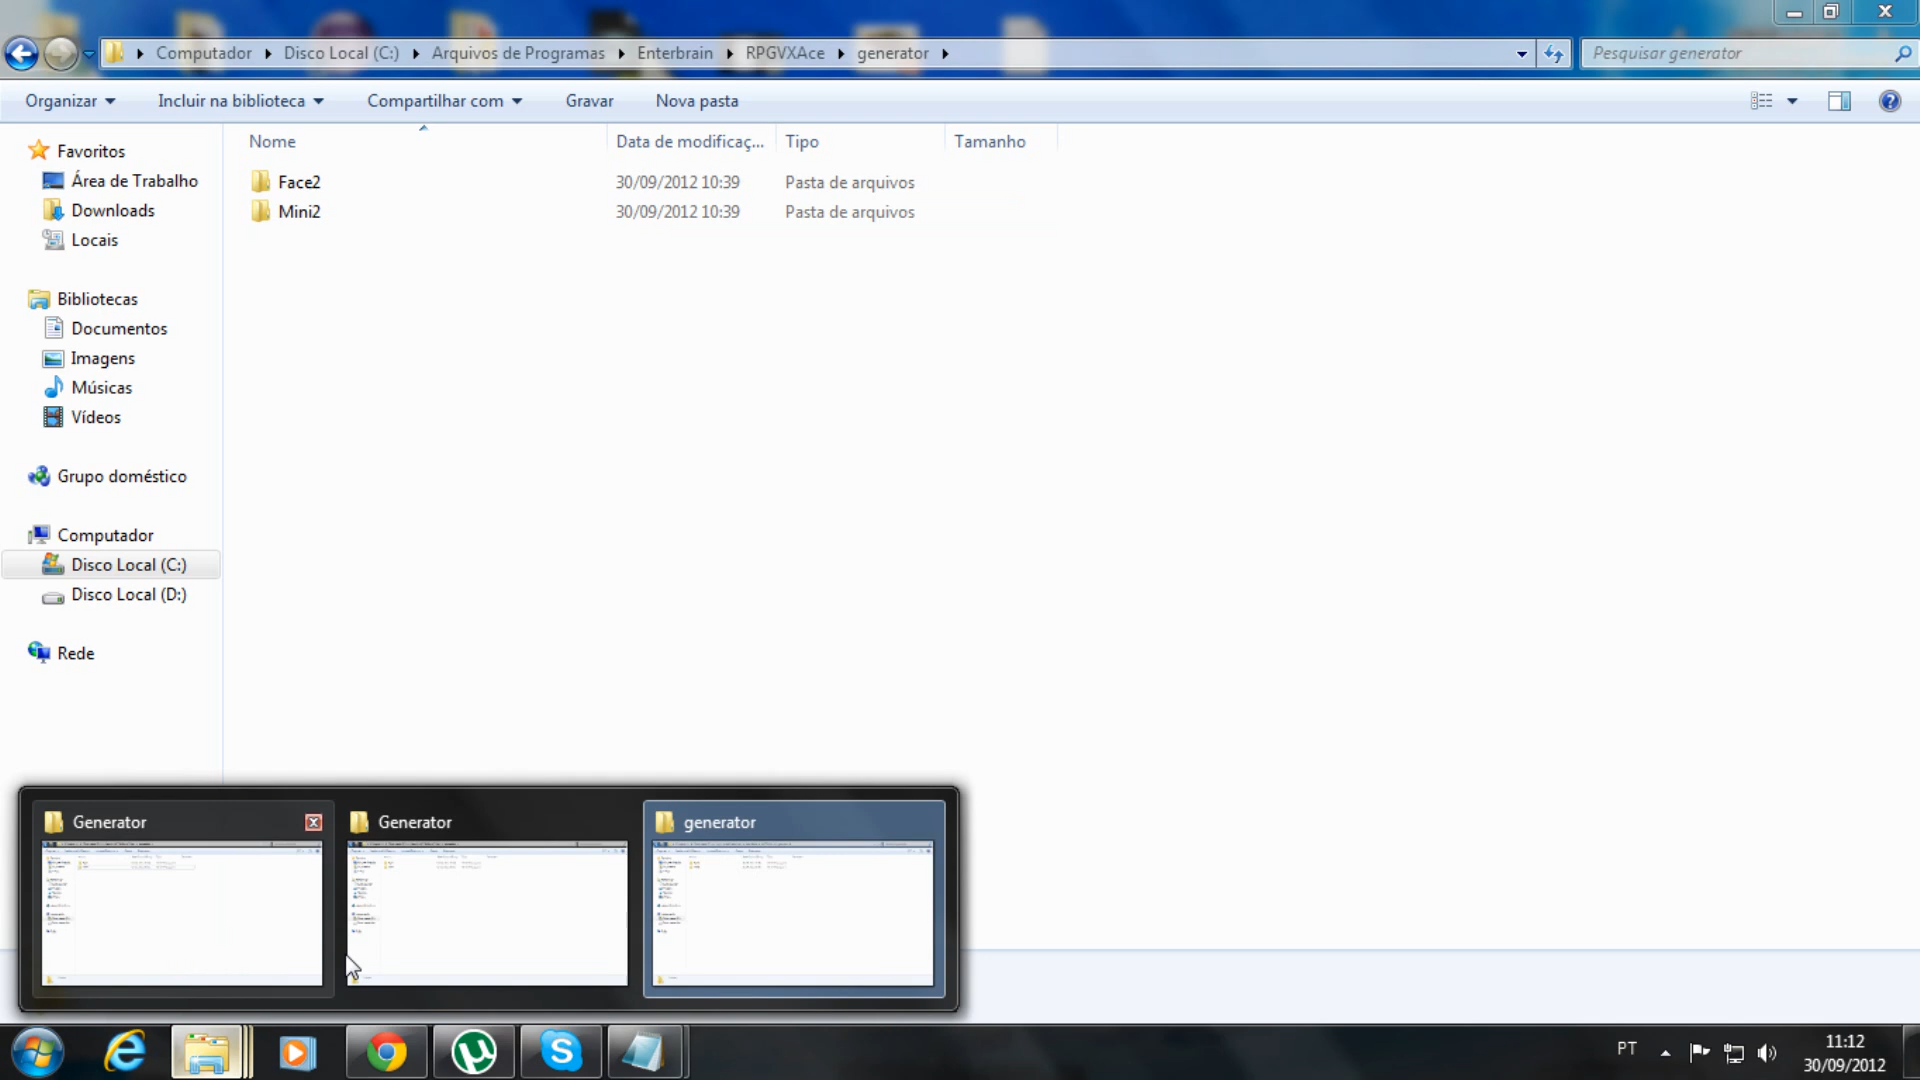 Computador Disco Local (C:) Arquivos de Programas Enterbrain RPGVXAce generator
Pesquisar generator
Organizar Incluir na biblioteca Compartilhar com Gravar Nova pasta
Nome Data de modificaç... Tipo Tamanho
Face2 30/09/2012 10:39 Pasta de arquivos
Mini2 30/09/2012 10:39 Pasta de arquivos
Favoritos
Área de Trabalho
Downloads
Locais
Bibliotecas
Documentos
Imagens
Músicas
Vídeos
Grupo doméstico
Computador
Disco Local (C:)
Disco Local (D:)
Rede
Generator Generator generator
PT
11:12
30/09/2012